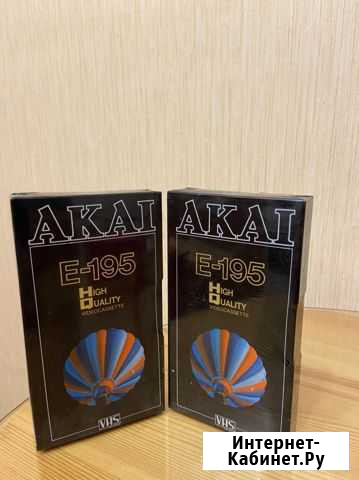 AKAI
E-195
HIGH
QUALITY
VIDEOCASSETTE
VHS
AKAI
E-195
HIGH
QUALITY
VIDEOCASSETTE
VHS
Интернет-
Кабинет.Ру